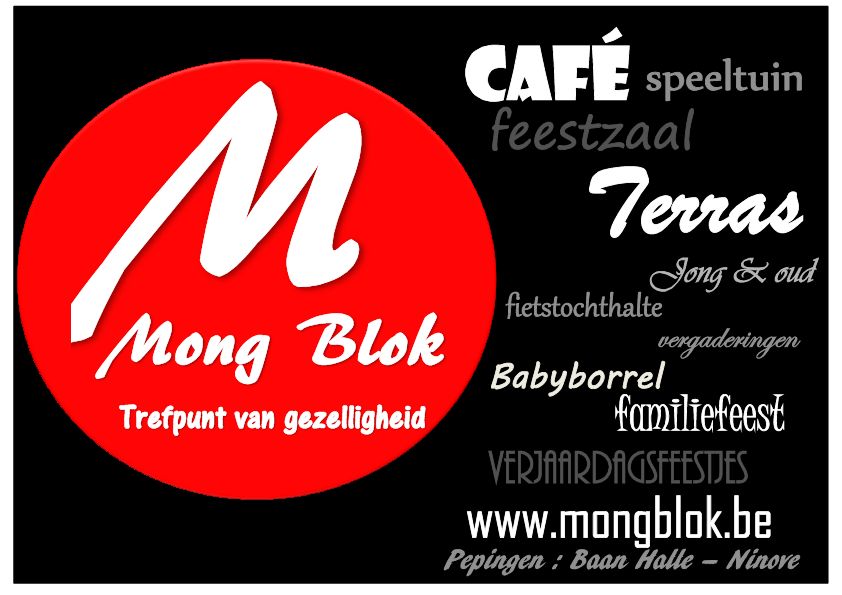 M
Mong Blok
Trefpunt van gezelligheid
CAFÉ speeltuin
feestzaal
Terras
Jong & oud
fietstochthalte
vergaderingen
Babyborrel
familiefeest
VERJAARDAGSFEESTJES
www.mongblok.be
Pepingen : Baan Halle – Ninove